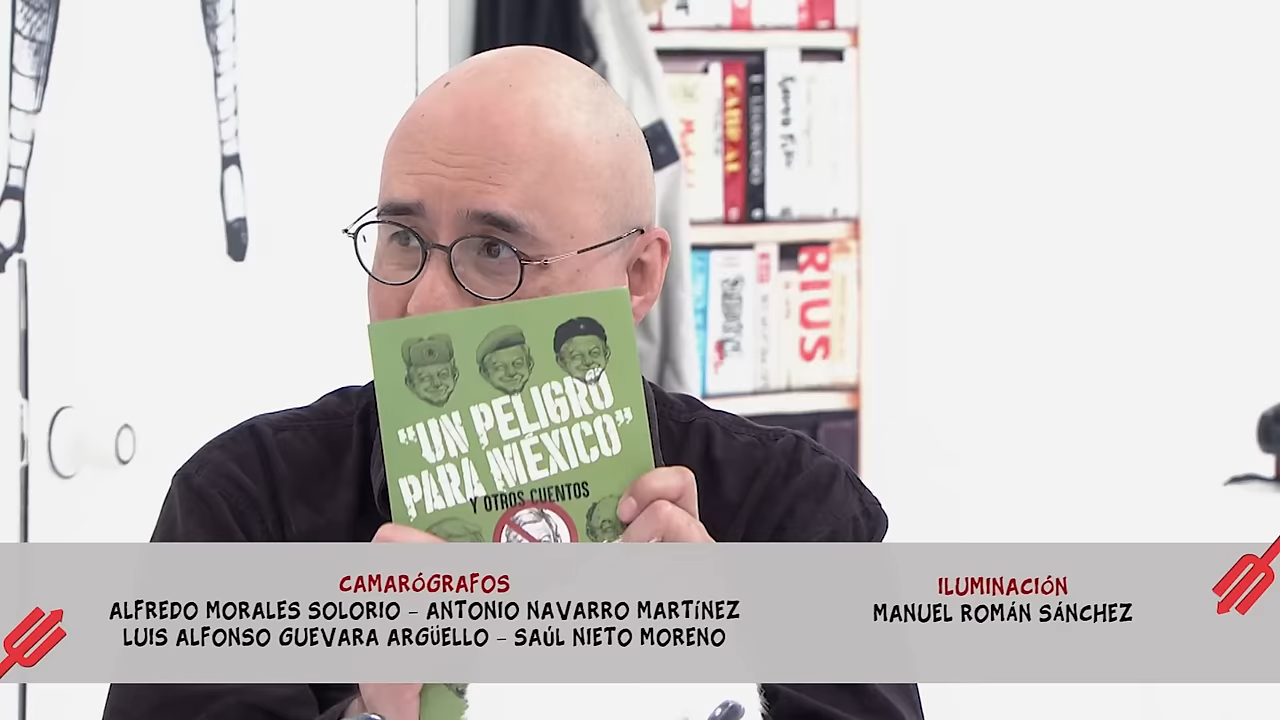 CABRAL
RIUS
"UN PELIGRO
PARA MÉXICO"
Y OTROS CUENTOS
CAMARÓGRAFOS
ALFREDO MORALES SOLORIO – ANTONIO NAVARRO MARTÍNEZ
LUIS ALFONSO GUEVARA ARGÜELLO – SAÚL NIETO MORENO
ILUMINACIÓN
MANUEL ROMÁN SÁNCHEZ